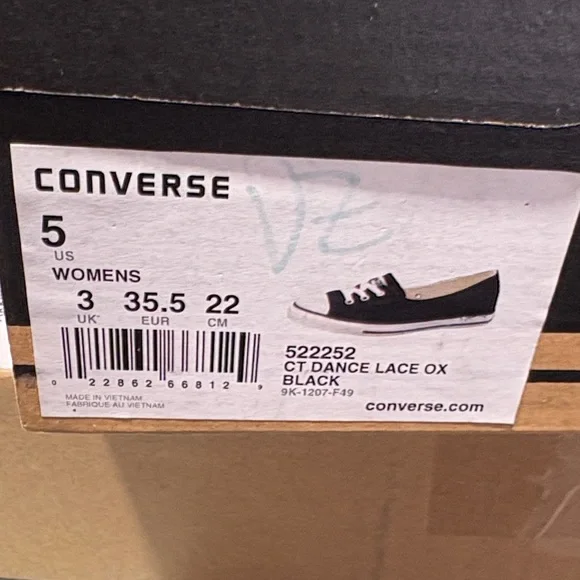 CONVERSE
5
US
WOMENS
3 35.5 22
UK EUR CM
0 22862 66812 9
MADE IN VIETNAM
FABRIQUE AU VIETNAM
522252
CT DANCE LACE OX
BLACK
9K-1207-F49
converse.com